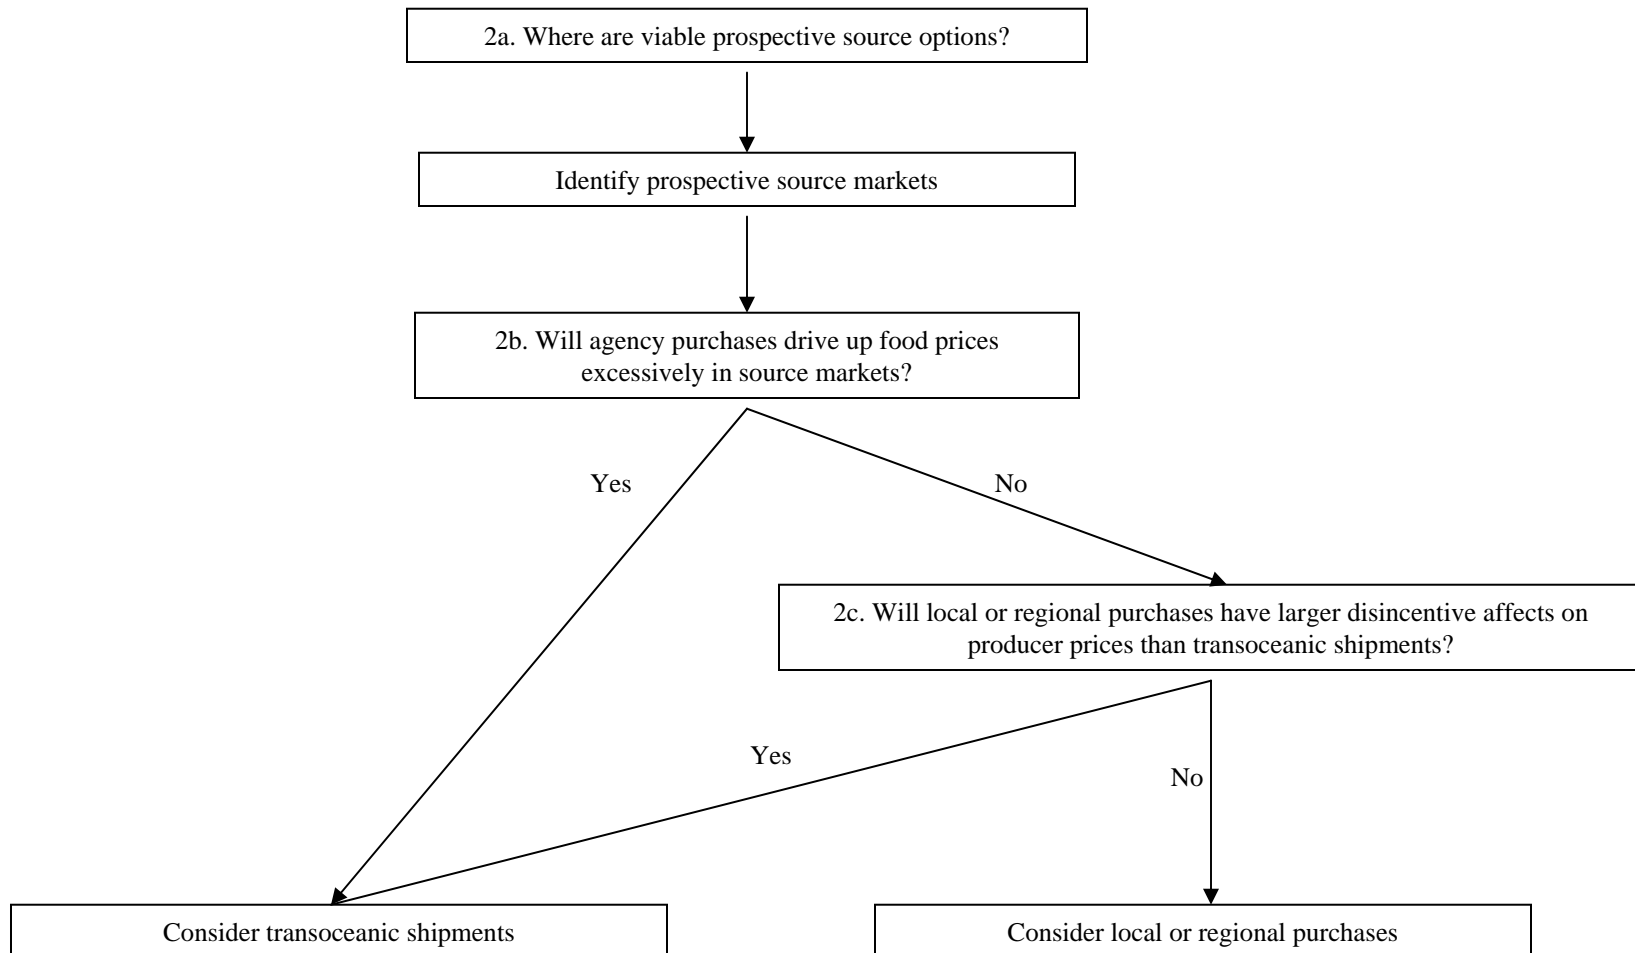 2a. Where are viable prospective source options?
Identify prospective source markets
2b. Will agency purchases drive up food prices
excessively in source markets?
Yes
No
2c. Will local or regional purchases have larger disincentive affects on
producer prices than transoceanic shipments?
Yes
No
Consider transoceanic shipments
Consider local or regional purchases